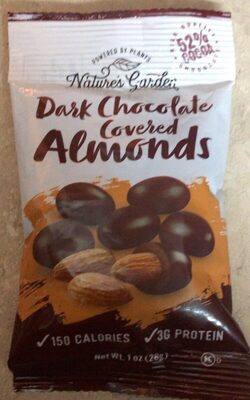 POWERED BY PLANTS
Nature's Garden
52%
COCOA
Dark Chocolate
Covered
Almonds
✓150 CALORIES ✓3G PROTEIN
Net Wt. 1 oz (28g)
K